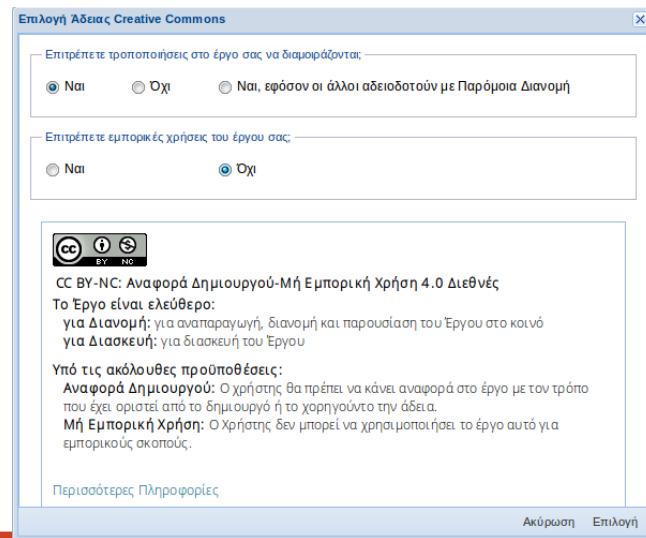 Επιλογή Άδειας Creative Commons
Επιτρέπετε τροποποιήσεις στο έργο σας να διαμοιράζονται;
Ναι Όχι Ναι, εφόσον οι άλλοι αδειοδοτούν με Παρόμοια Διανομή
Επιτρέπετε εμπορικές χρήσεις του έργου σας;
Ναι Όχι
cc BY NC
CC BY-NC: Αναφορά Δημιουργού-Μή Εμπορική Χρήση 4.0 Διεθνές
Το Έργο είναι ελεύθερο:
για Διανομή: για αναπαραγωγή, διανομή και παρουσίαση του Έργου στο κοινό
για Διασκευή: για διασκευή του Έργου
Υπό τις ακόλουθες προϋποθέσεις:
Αναφορά Δημιουργού: Ο χρήστης θα πρέπει να κάνει αναφορά στο έργο με τον τρόπο
που έχει οριστεί από το δημιουργό ή το χορηγούντο την άδεια.
Μή Εμπορική Χρήση: Ο Χρήστης δεν μπορεί να χρησιμοποιήσει το έργο αυτό για
εμπορικούς σκοπούς.
Περισσότερες Πληροφορίες
Ακύρωση Επιλογή